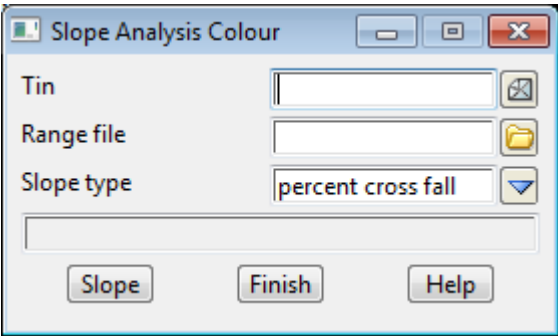 Slope Analysis Colour
Tin
Range file
Slope type percent cross fall
Slope Finish Help